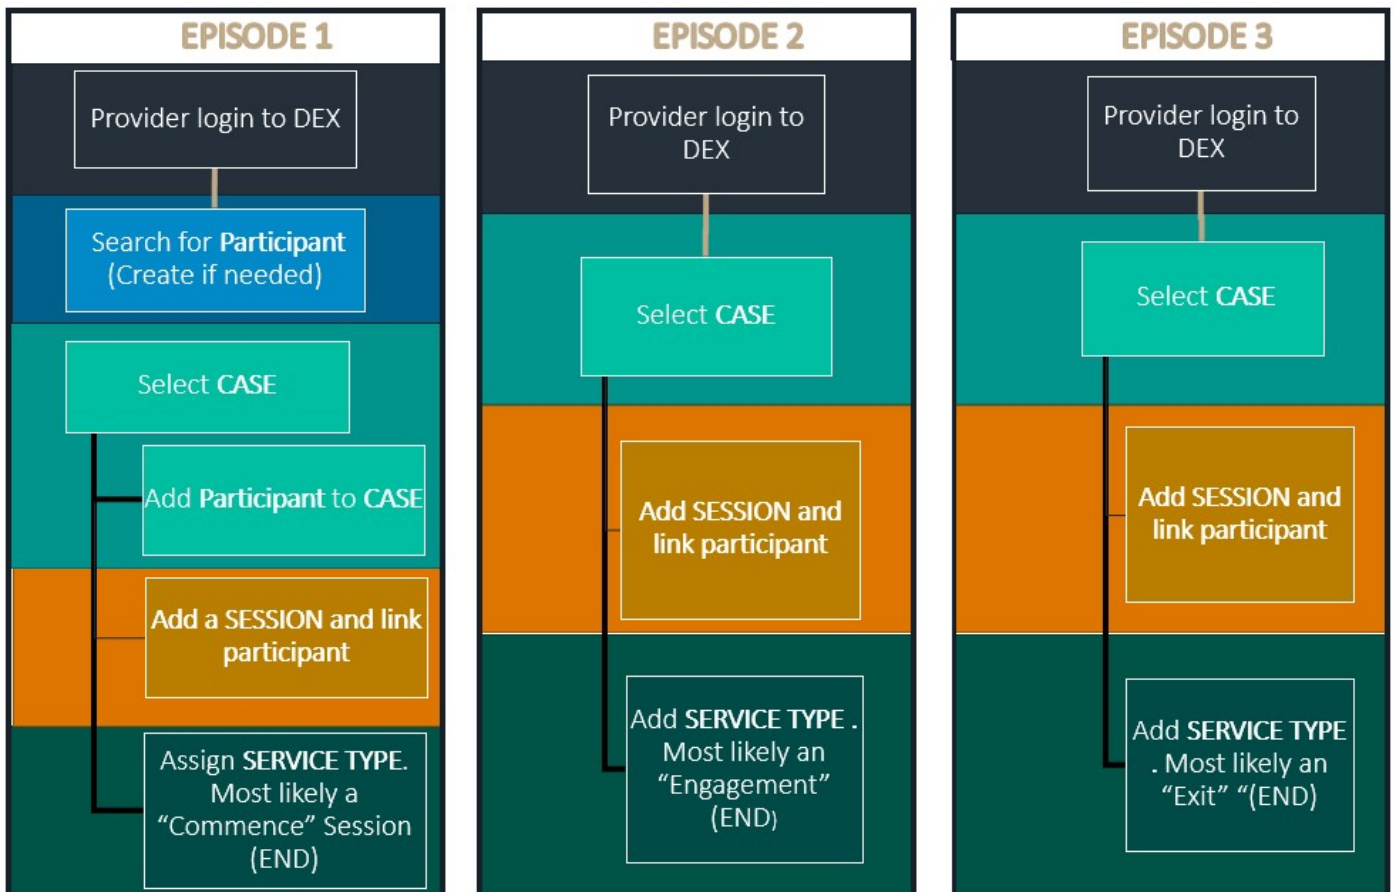 EPISODE 1
Provider login to DEX
Search for Participant
(Create if needed)
Select CASE
Add Participant to CASE
Add a SESSION and link
participant
Assign SERVICE TYPE.
Most likely a
“Commence” Session
(END)
EPISODE 2
Provider login to
DEX
Select CASE
Add SESSION and
link participant
Add SERVICE TYPE .
Most likely an
“Engagement”
(END)
EPISODE 3
Provider login to
DEX
Select CASE
Add SESSION and
link participant
Add SERVICE TYPE
. Most likely an
“Exit” “(END)